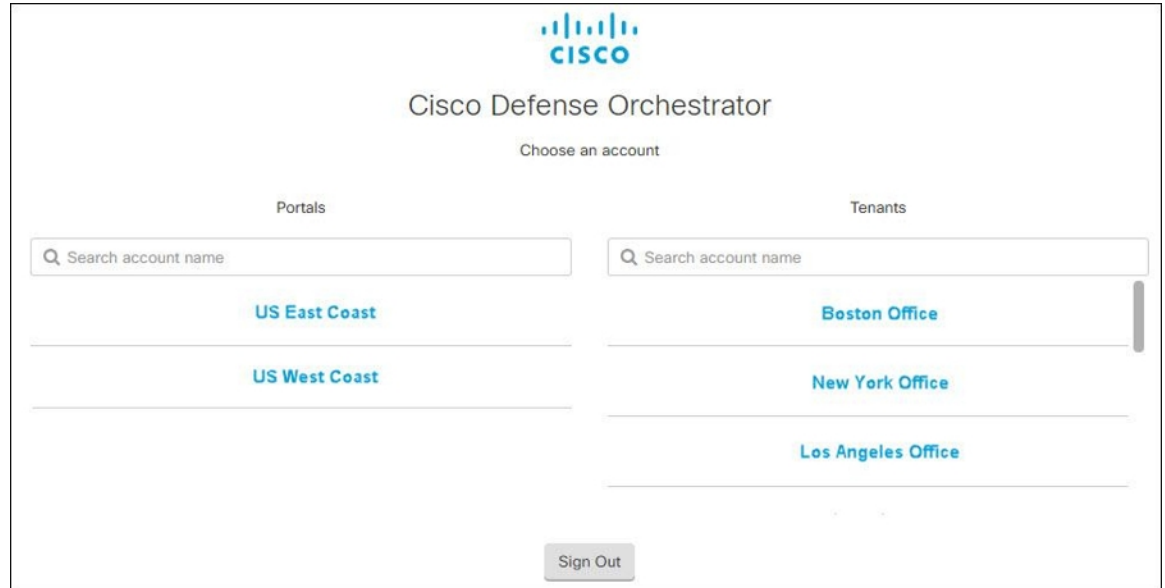 CISCO
Cisco Defense Orchestrator
Choose an account
Portals
Tenants
Search account name
Search account name
US East Coast
Boston Office
US West Coast
New York Office
Los Angeles Office
Sign Out